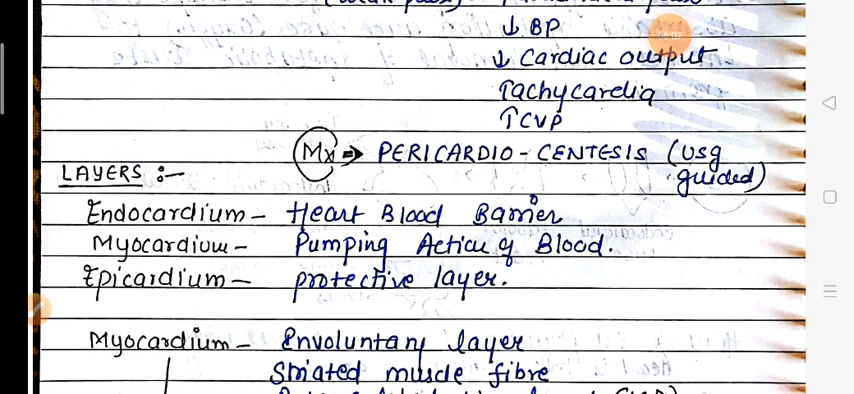 ↓ BP
↓ Cardiac output
Tachycardia
↑CVP
Mx ⇒ PERICARDIO-CENTESIS (USG guided)
LAYERS :-
Endocardium - Heart Blood Barrier
Myocardium - Pumping Action of Blood.
Epicardium - protective layer.
Myocardium - Envoluntary layer
Striated muscle fibre